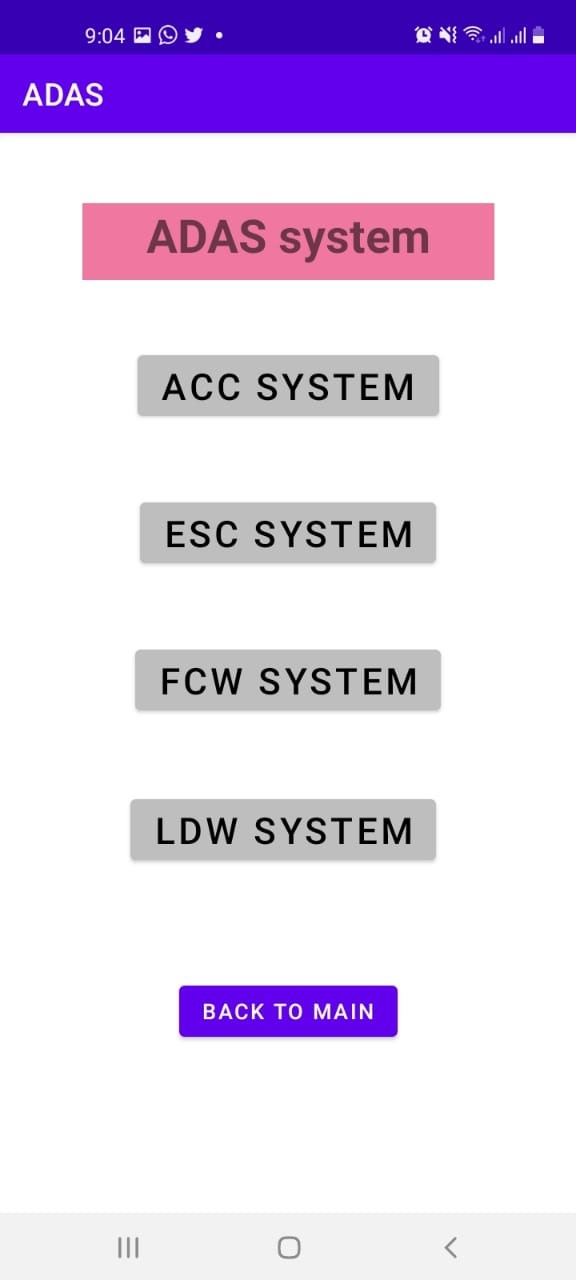 9:04
ADAS
ADAS system
ACC SYSTEM
ESC SYSTEM
FCW SYSTEM
LDW SYSTEM
BACK TO MAIN